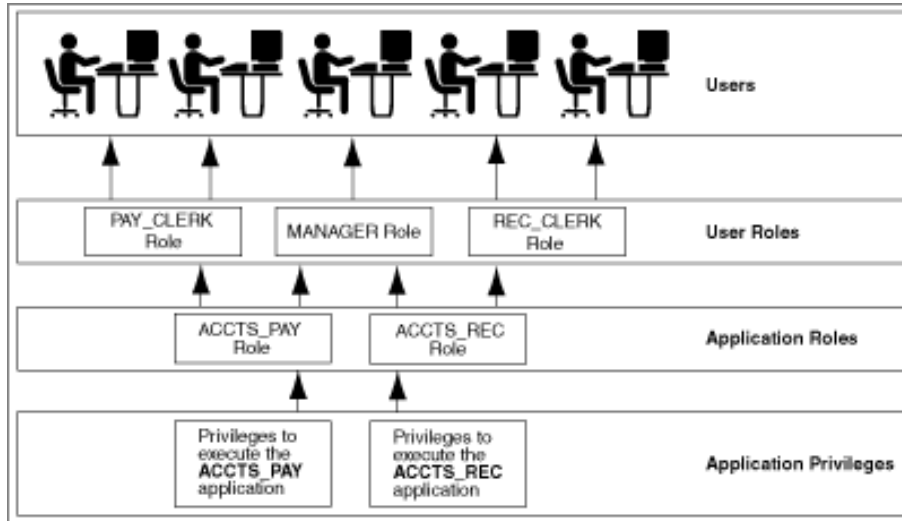 Users
PAY_CLERK
Role
MANAGER Role
REC_CLERK
Role
User Roles
ACCTS_PAY
Role
ACCTS_REC
Role
Application Roles
Privileges to
execute the
ACCTS_PAY
application
Privileges to
execute the
ACCTS_REC
application
Application Privileges